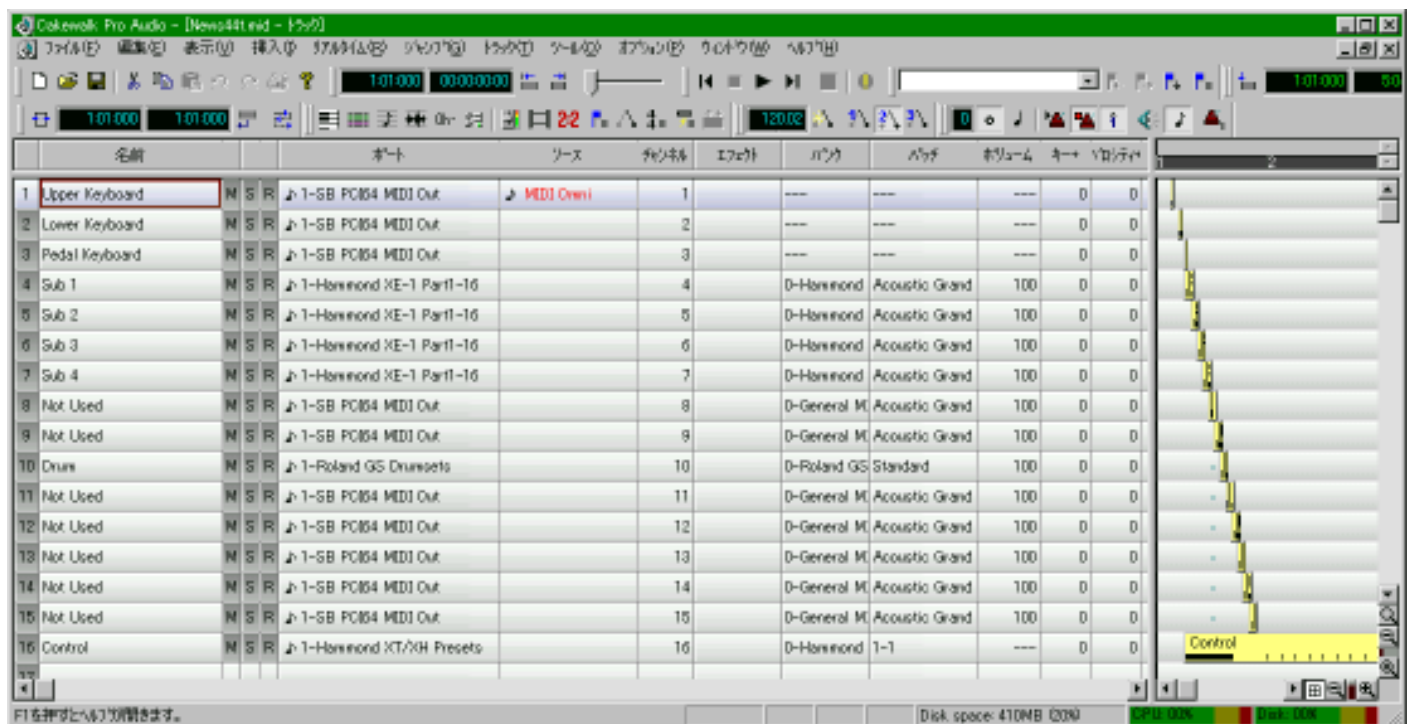 Cakewalk Pro Audio - [News44t.mid - トラック]
ファイル(F) 編集(E) 表示(V) 挿入(I) リアルタイム(B) ジャンプ(G) トラック(T) ツール(O) オプション(P) ウィンドウ(W) ヘルプ(H)
1:01:000 00:00:00:00 1:01:000
1:01:000 1:01:000 2:2 120.02 0
名前 ポート ソース チャンネル エフェクト バンク パッチ ボリューム キー+ ベロシティ+ 1 2
1 Upper Keyboard M S R 1-SB PCI64 MIDI Out MIDI Omni 1 --- --- --- 0 0
2 Lower Keyboard M S R 1-SB PCI64 MIDI Out 2 --- --- --- 0 0
3 Pedal Keyboard M S R 1-SB PCI64 MIDI Out 3 --- --- --- 0 0
4 Sub 1 M S R 1-Hammond XE-1 Part1-16 4 0-Hammond Acoustic Grand 100 0 0
5 Sub 2 M S R 1-Hammond XE-1 Part1-16 5 0-Hammond Acoustic Grand 100 0 0
6 Sub 3 M S R 1-Hammond XE-1 Part1-16 6 0-Hammond Acoustic Grand 100 0 0
7 Sub 4 M S R 1-Hammond XE-1 Part1-16 7 0-Hammond Acoustic Grand 100 0 0
8 Not Used M S R 1-SB PCI64 MIDI Out 8 0-General M Acoustic Grand 100 0 0
9 Not Used M S R 1-SB PCI64 MIDI Out 9 0-General M Acoustic Grand 100 0 0
10 Drum M S R 1-Roland GS Drumsets 10 0-Roland GS Standard 100 0 0
11 Not Used M S R 1-SB PCI64 MIDI Out 11 0-General M Acoustic Grand 100 0 0
12 Not Used M S R 1-SB PCI64 MIDI Out 12 0-General M Acoustic Grand 100 0 0
13 Not Used M S R 1-SB PCI64 MIDI Out 13 0-General M Acoustic Grand 100 0 0
14 Not Used M S R 1-SB PCI64 MIDI Out 14 0-General M Acoustic Grand 100 0 0
15 Not Used M S R 1-SB PCI64 MIDI Out 15 0-General M Acoustic Grand 100 0 0
16 Control M S R 1-Hammond XT/XH Presets 16 0-Hammond 1-1 --- 0 0 Control
F1を押すとヘルプが開きます。 Disk space: 410MB (20%) CPU: 00% Disk: 00%